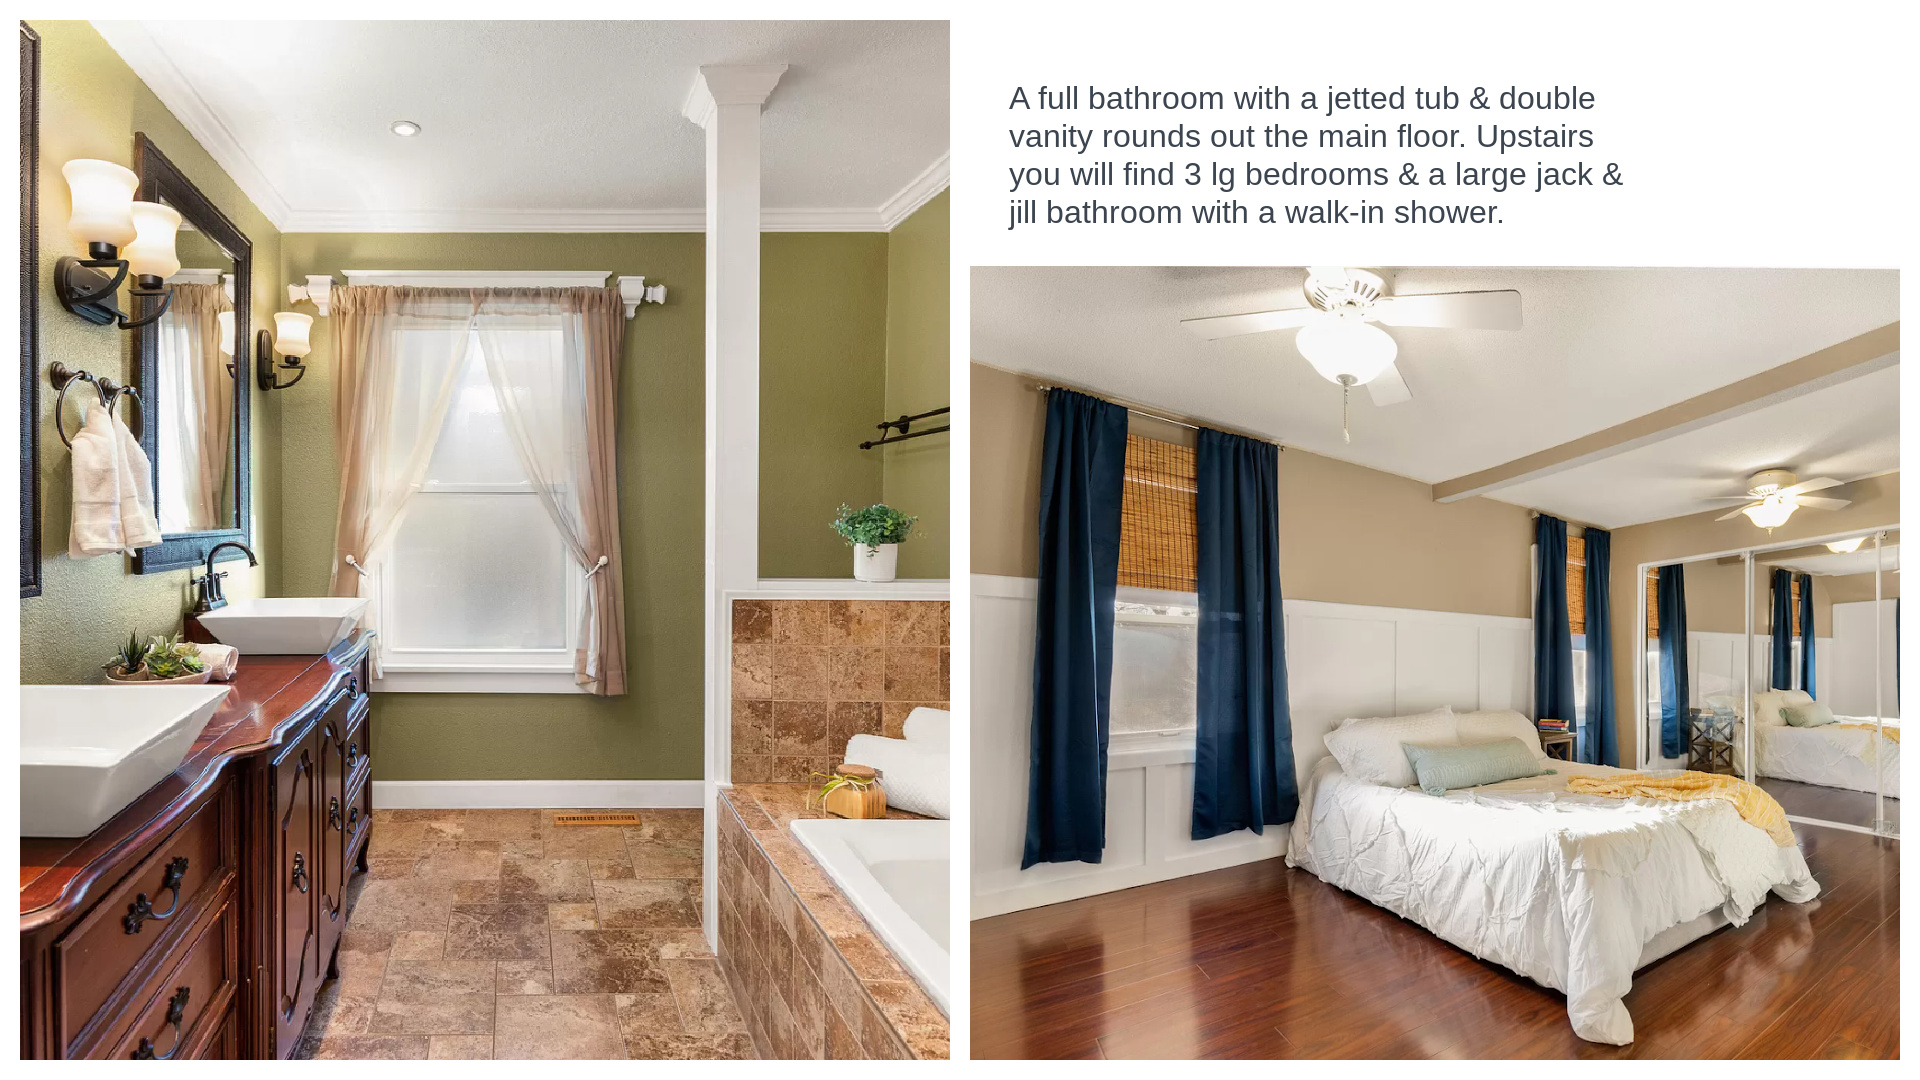 A full bathroom with a jetted tub & double
vanity rounds out the main floor. Upstairs
you will find 3 lg bedrooms & a large jack &
jill bathroom with a walk-in shower.